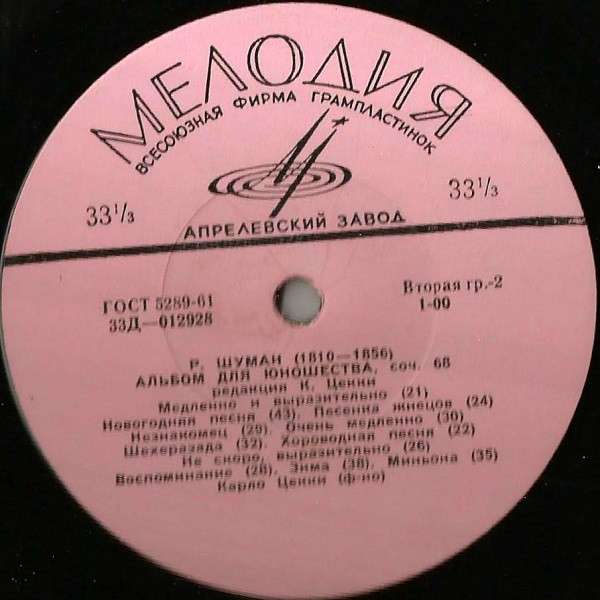 МЕЛОДИЯ
ВСЕСОЮЗНАЯ ФИРМА ГРАМПЛАСТИНОК
33⅓
33⅓
АПРЕЛЕВСКИЙ ЗАВОД
ГОСТ 5289-61
33Д—012928
Вторая гр.-2
1-00
Р. ШУМАН (1810—1856)
АЛЬБОМ ДЛЯ ЮНОШЕСТВА, соч. 68
редакция К. Цекки
Медленно и выразительно (21)
Новогодняя песня (43). Песенка жнецов (24)
Незнакомец (29). Очень медленно (30)
Шехеразада (32). Хороводная песня (22)
Не скоро, выразительно (26)
Воспоминание (28). Зима (38). Миньона (35)
Карло Цекки (ф-но)